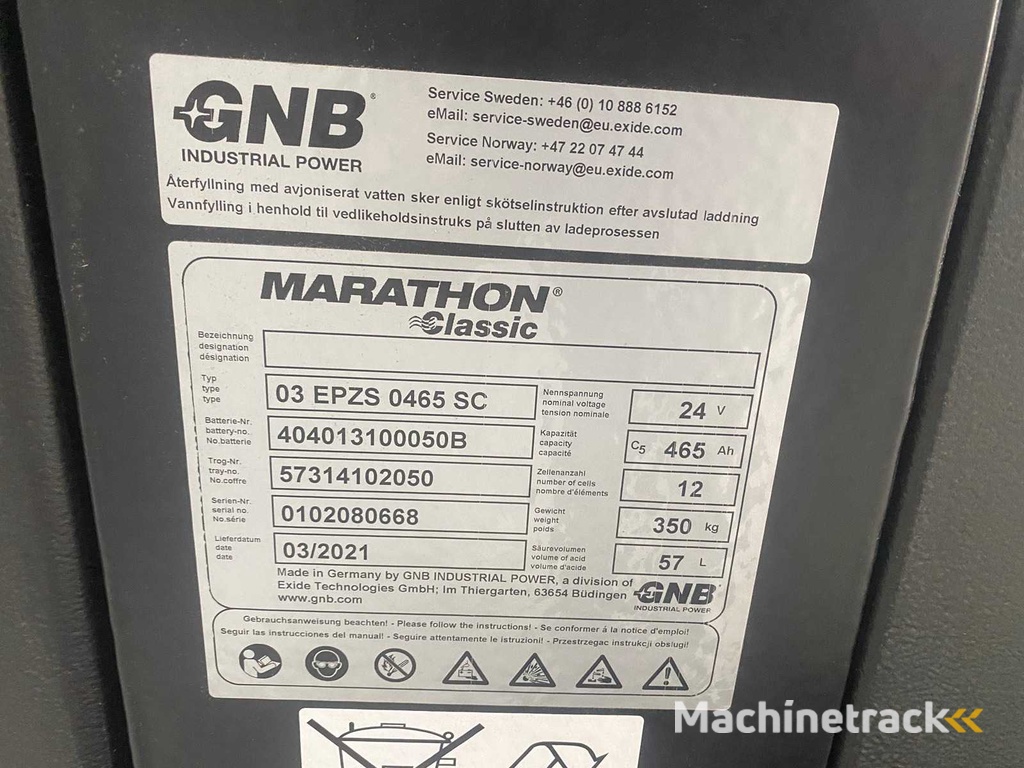 GNB®
INDUSTRIAL POWER
Service Sweden: +46 (0) 10 888 6152
eMail: service-sweden@eu.exide.com
Service Norway: +47 22 07 47 44
eMail: service-norway@eu.exide.com
Återfyllning med avjoniserat vatten sker enligt skötselinstruktion efter avslutad laddning
Vannfylling i henhold til vedlikeholdsinstruks på slutten av ladeprosessen
MARATHON®
Classic
Bezeichnung
designation
désignation
Typ
type
type
03 EPZS 0465 SC
Nennspannung
nominal voltage
tension nominale
24 V
Batterie-Nr.
battery-no.
No.batterie
404013100050B
Kapazität
capacity
capacité
C5 465 Ah
Trog-Nr.
tray-no.
No.coffre
57314102050
Zellenanzahl
number of cells
nombre d'éléments
12
Serien-Nr.
serial no.
No.série
0102080668
Gewicht
weight
poids
350 kg
Lieferdatum
date
date
03/2021
Säurevolumen
volume of acid
volume d'acide
57 L
Made in Germany by GNB INDUSTRIAL POWER, a division of
Exide Technologies GmbH; Im Thiergarten, 63654 Büdingen
www.gnb.com
GNB®
INDUSTRIAL POWER
Gebrauchsanweisung beachten! - Please follow the instructions! - Se conformer á la notice d'emploi!
Seguir las instrucciones del manual! - Seguire attentamente le istruzioni! - Przestrzegac instrukcji obslugi!
Machinetrack